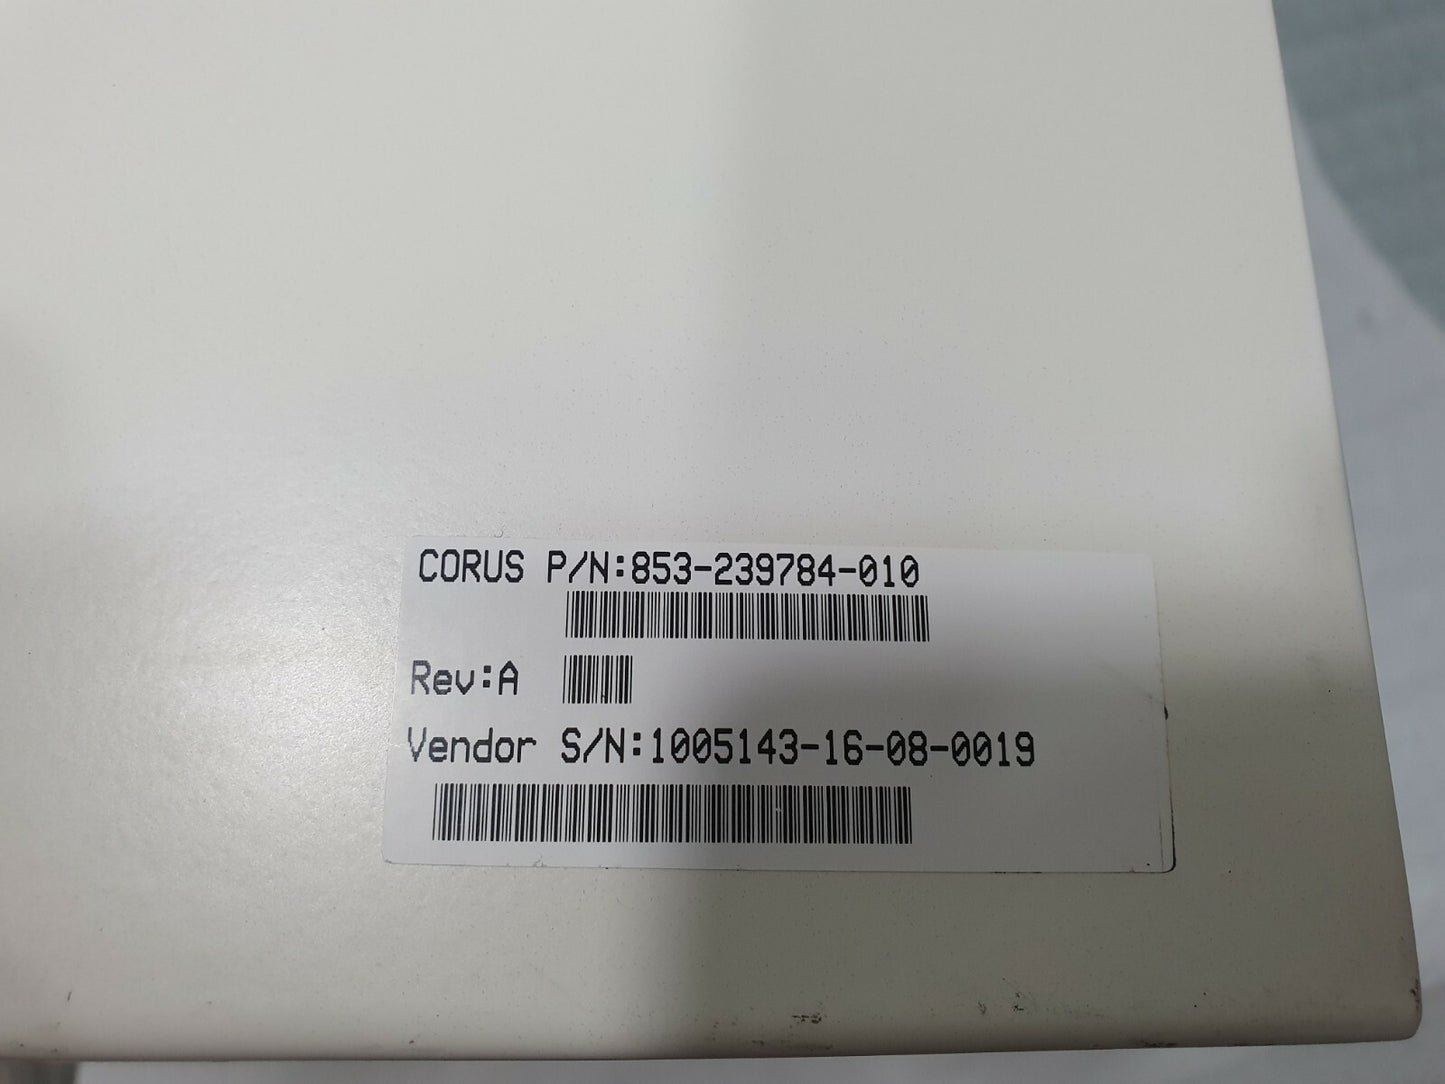 CORUS P/N:853-239784-010
Rev:A
Vendor S/N:1005143-16-08-0019